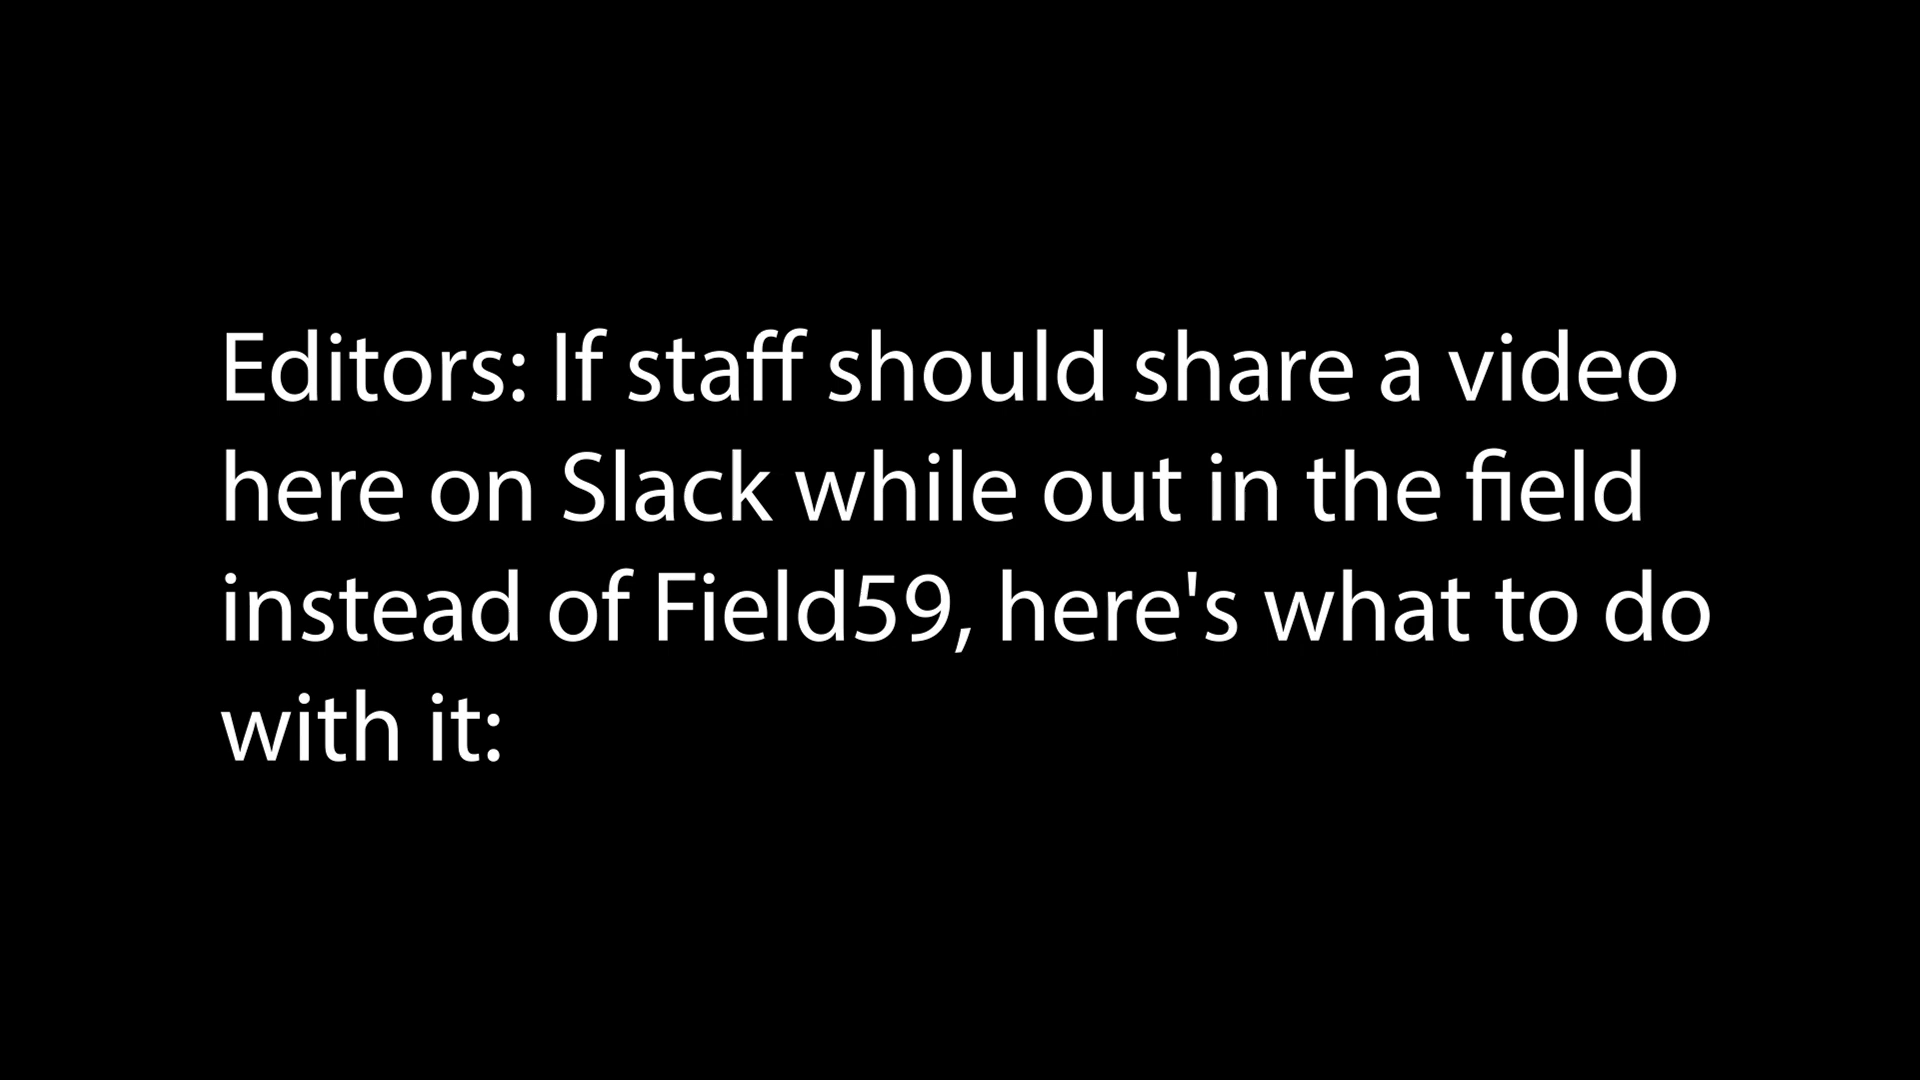 Editors: If staff should share a video
here on Slack while out in the field
instead of Field59, here's what to do
with it: